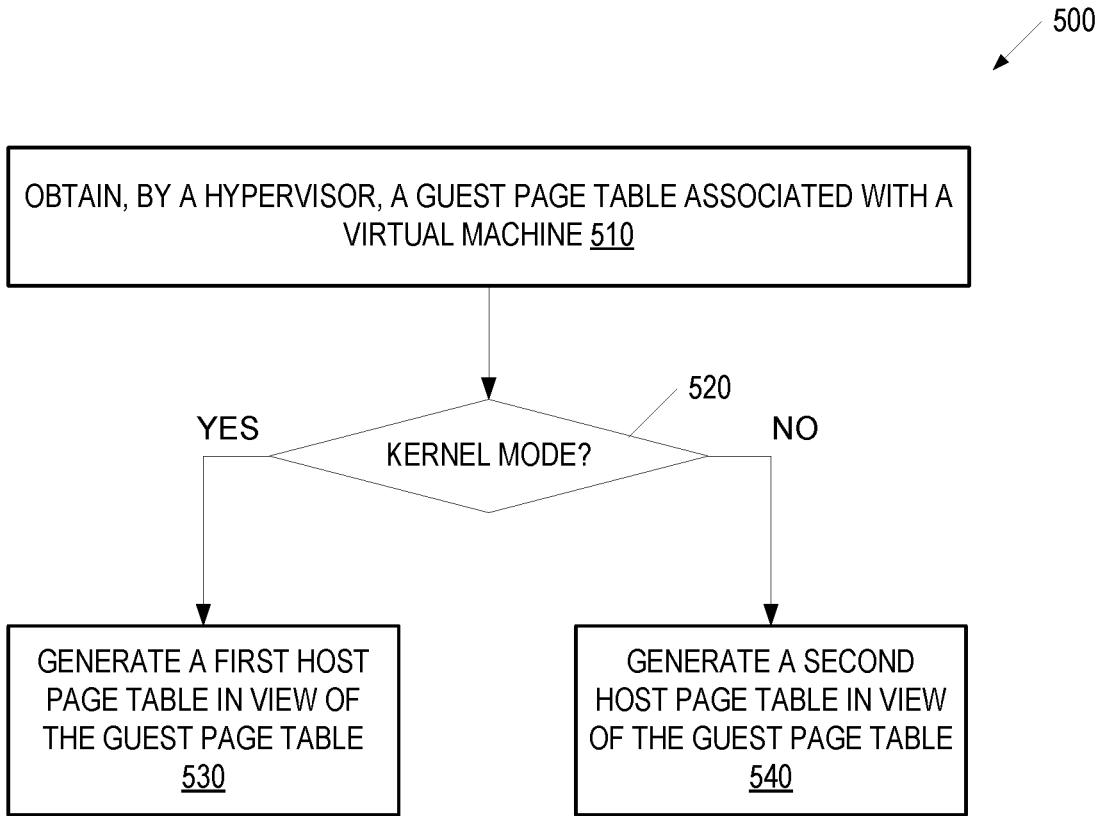 500
OBTAIN, BY A HYPERVISOR, A GUEST PAGE TABLE ASSOCIATED WITH A
VIRTUAL MACHINE 510
520
YES
NO
KERNEL MODE?
GENERATE A FIRST HOST
PAGE TABLE IN VIEW OF
THE GUEST PAGE TABLE
530
GENERATE A SECOND
HOST PAGE TABLE IN VIEW
OF THE GUEST PAGE TABLE
540